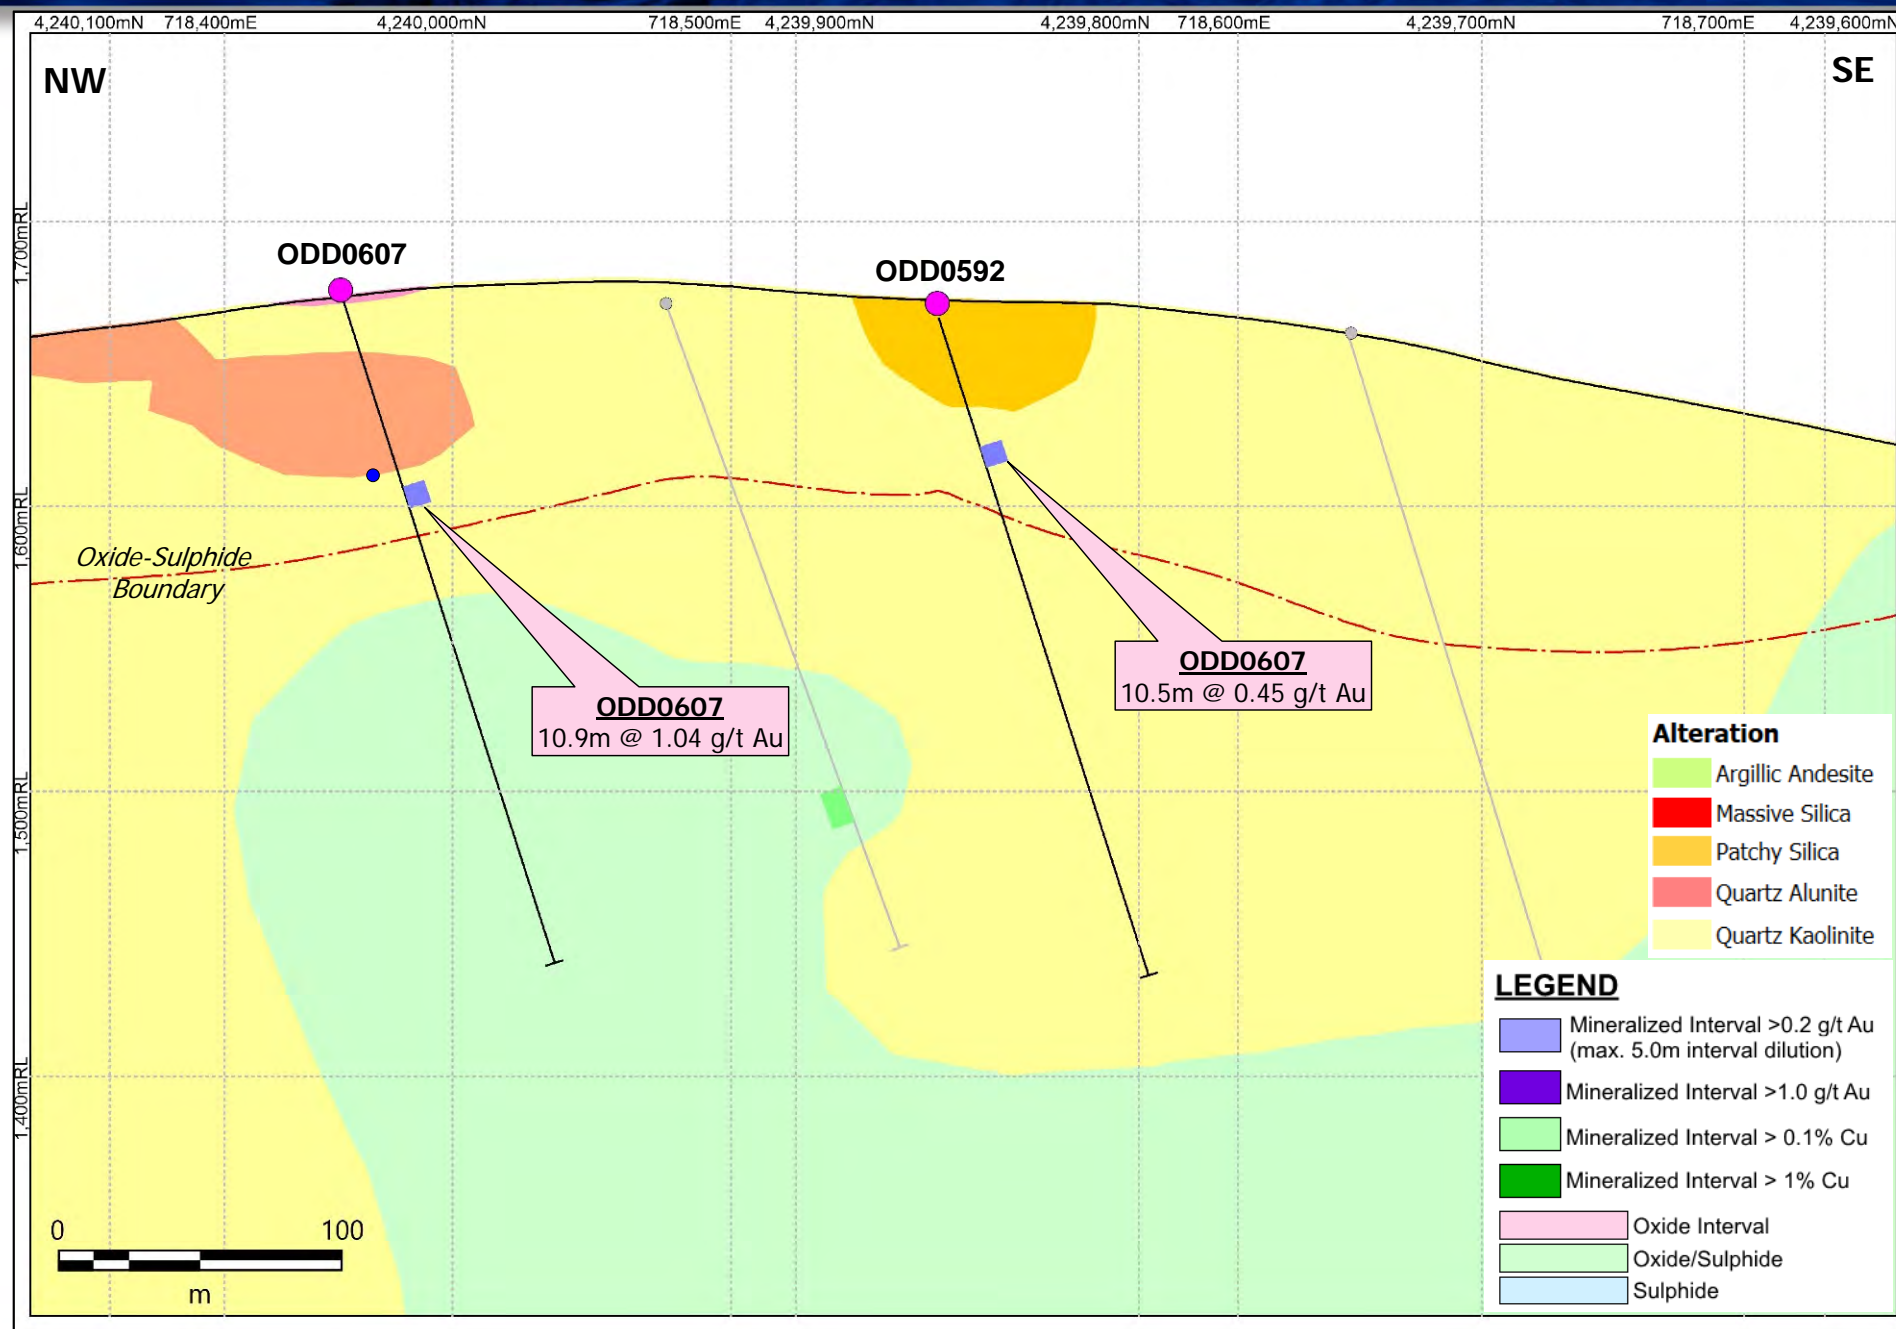 4,240,100mN 718,400mE 4,240,000mN 718,500mE 4,239,900mN 4,239,800mN 718,600mE 4,239,700mN 718,700mE 4,239,600mN
NW
SE
1,700mRL
ODD0607
ODD0592
1,600mRL
Oxide-Sulphide
Boundary
ODD0607
10.5m @ 0.45 g/t Au
ODD0607
10.9m @ 1.04 g/t Au
1,500mRL
1,400mRL
Alteration
Argillic Andesite
Massive Silica
Patchy Silica
Quartz Alunite
Quartz Kaolinite
LEGEND
Mineralized Interval >0.2 g/t Au
(max. 5.0m interval dilution)
Mineralized Interval >1.0 g/t Au
Mineralized Interval > 0.1% Cu
Mineralized Interval > 1% Cu
Oxide Interval
Oxide/Sulphide
Sulphide
0 100
m